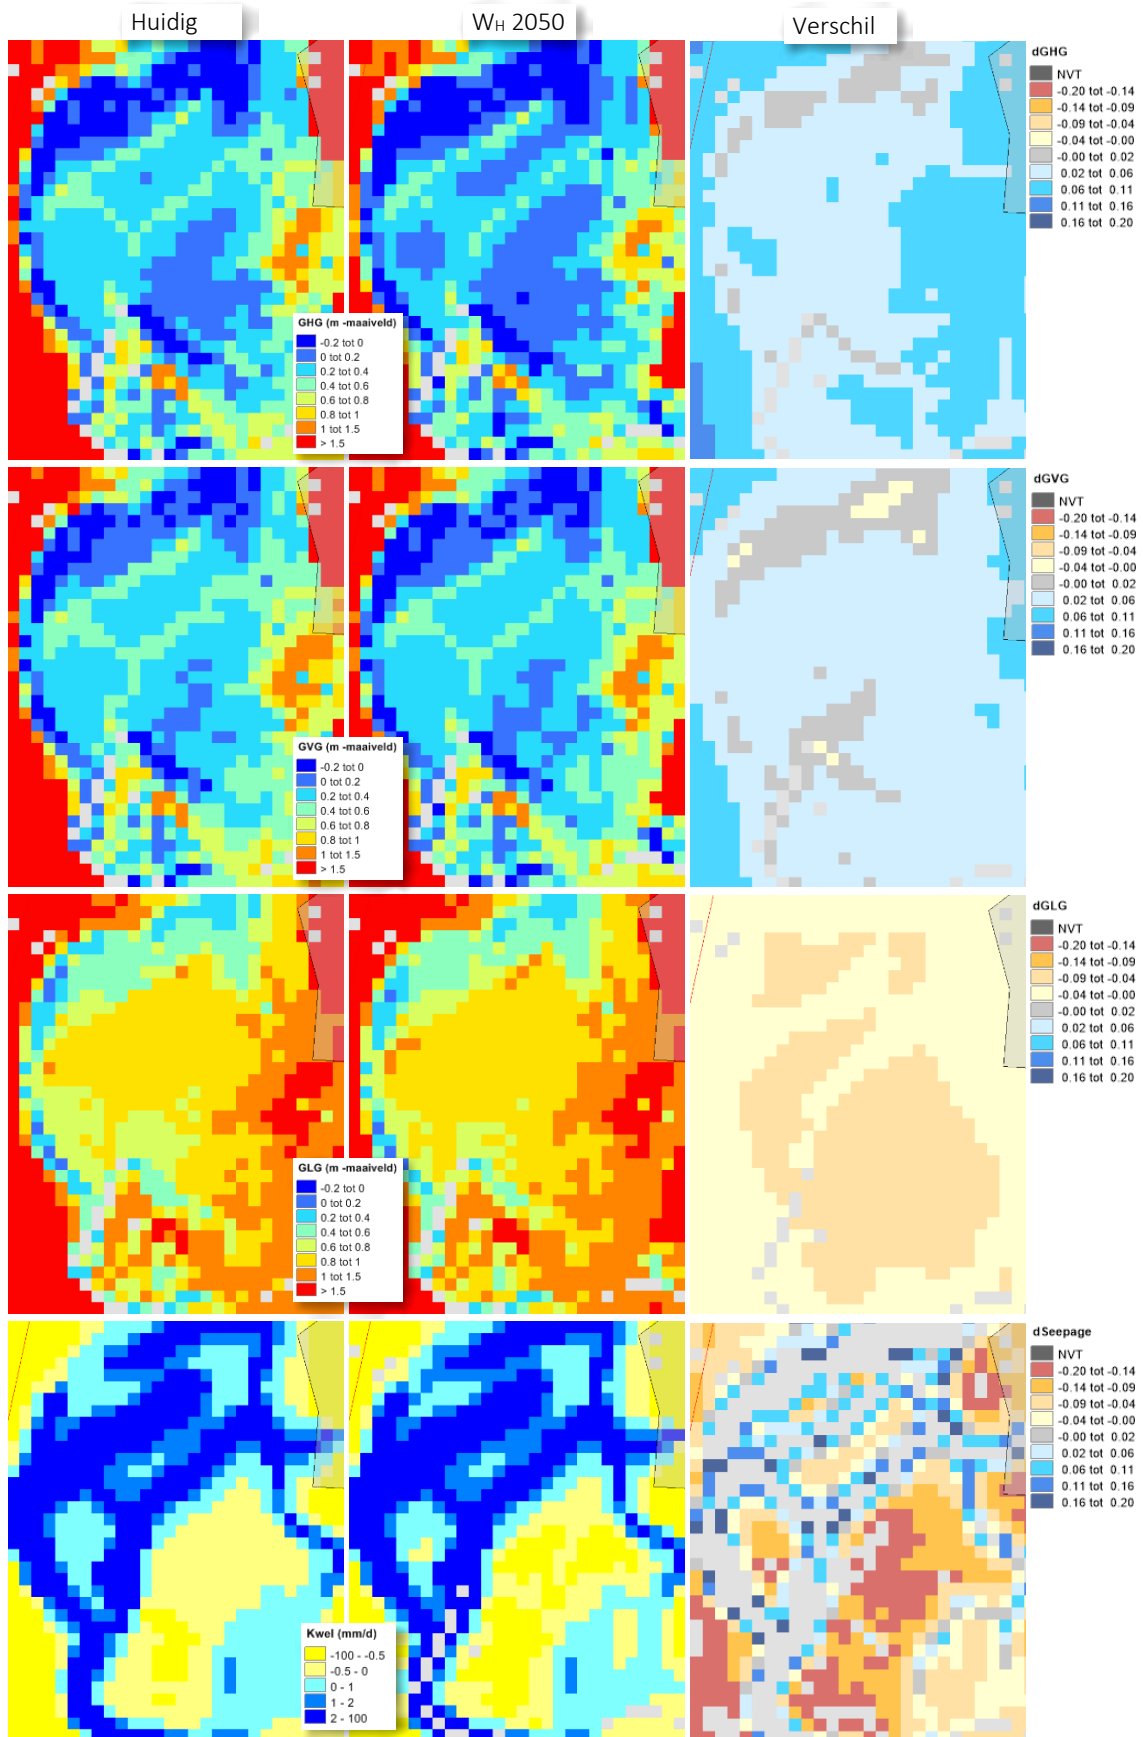 Huidig
WH 2050
Verschil
dGHG
NVT
-0.20 tot -0.14
-0.14 tot -0.09
-0.09 tot -0.04
-0.04 tot -0.00
-0.00 tot 0.02
0.02 tot 0.06
0.06 tot 0.11
0.11 tot 0.16
0.16 tot 0.20
GHG (m -maaiveld)
-0.2 tot 0
0 tot 0.2
0.2 tot 0.4
0.4 tot 0.6
0.6 tot 0.8
0.8 tot 1
1 tot 1.5
> 1.5
dGVG
NVT
-0.20 tot -0.14
-0.14 tot -0.09
-0.09 tot -0.04
-0.04 tot -0.00
-0.00 tot 0.02
0.02 tot 0.06
0.06 tot 0.11
0.11 tot 0.16
0.16 tot 0.20
GVG (m -maaiveld)
-0.2 tot 0
0 tot 0.2
0.2 tot 0.4
0.4 tot 0.6
0.6 tot 0.8
0.8 tot 1
1 tot 1.5
> 1.5
dGLG
NVT
-0.20 tot -0.14
-0.14 tot -0.09
-0.09 tot -0.04
-0.04 tot -0.00
-0.00 tot 0.02
0.02 tot 0.06
0.06 tot 0.11
0.11 tot 0.16
0.16 tot 0.20
GLG (m -maaiveld)
-0.2 tot 0
0 tot 0.2
0.2 tot 0.4
0.4 tot 0.6
0.6 tot 0.8
0.8 tot 1
1 tot 1.5
> 1.5
dSeepage
NVT
-0.20 tot -0.14
-0.14 tot -0.09
-0.09 tot -0.04
-0.04 tot -0.00
-0.00 tot 0.02
0.02 tot 0.06
0.06 tot 0.11
0.11 tot 0.16
0.16 tot 0.20
Kwel (mm/d)
-100 - -0.5
-0.5 - 0
0 - 1
1 - 2
2 - 100